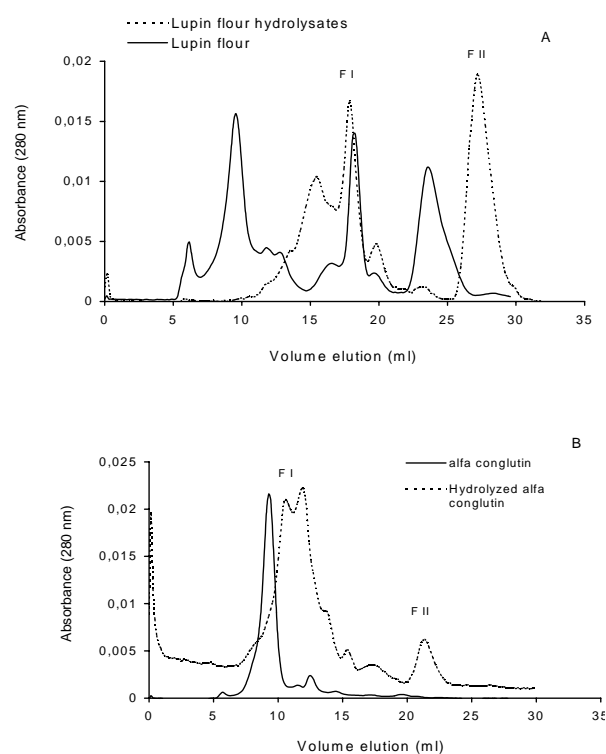 Lupin flour hydrolysates
Lupin flour
A
F I
F II
0,02
0,015
0,01
0,005
0
Absorbance (280 nm)
0 5 10 15 20 25 30 35
Volume elution (ml)
B
F I
alfa conglutin
Hydrolyzed alfa
conglutin
F II
0,025
0,02
0,015
0,01
0,005
0
Absorbance (280 nm)
0 5 10 15 20 25 30 35
Volume elution (ml)